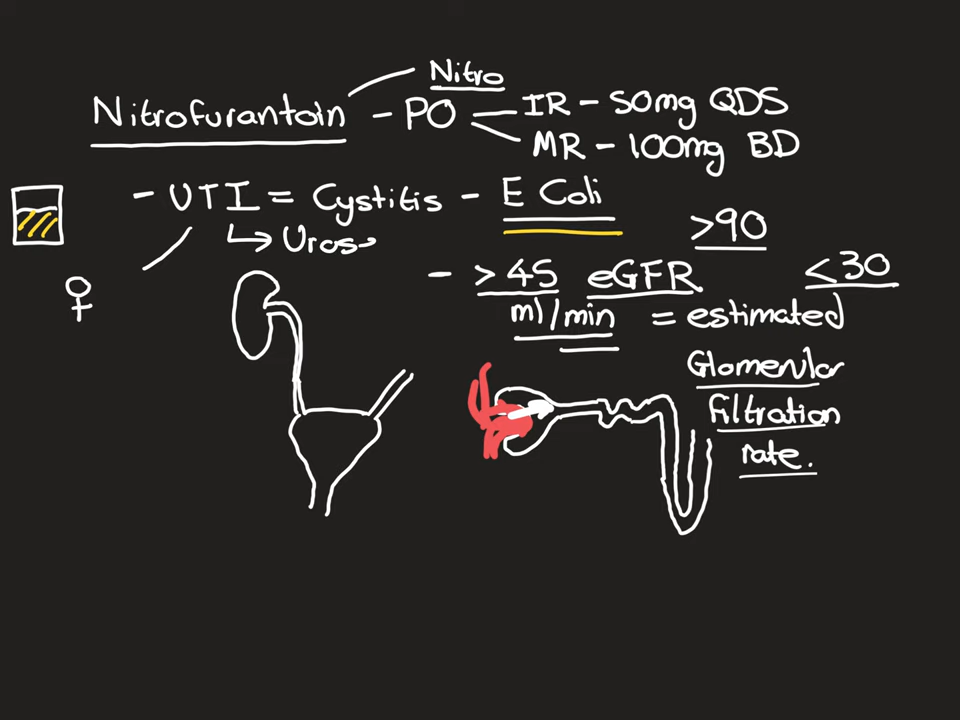 Nitro
Nitrofurantoin - PO - IR - 50mg QDS
MR - 100mg BD
- UTI = Cystitis - E Coli
→ Uros
>90
- >45 eGFR <30
ml/min = estimated
Glomerular
filtration
rate.